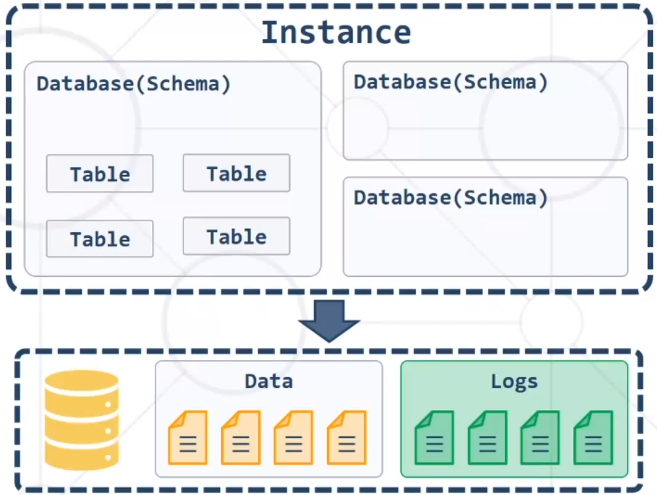 Instance
Database(Schema)
Table
Table
Table
Table
Database(Schema)
Database(Schema)
Data
Logs